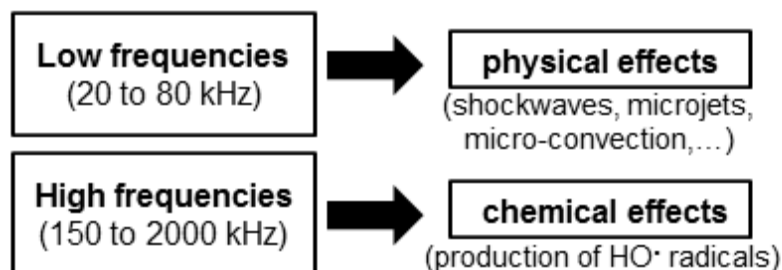 Low frequencies
(20 to 80 kHz)
physical effects
(shockwaves, microjets,
micro-convection,…)
High frequencies
(150 to 2000 kHz)
chemical effects
(production of HO· radicals)